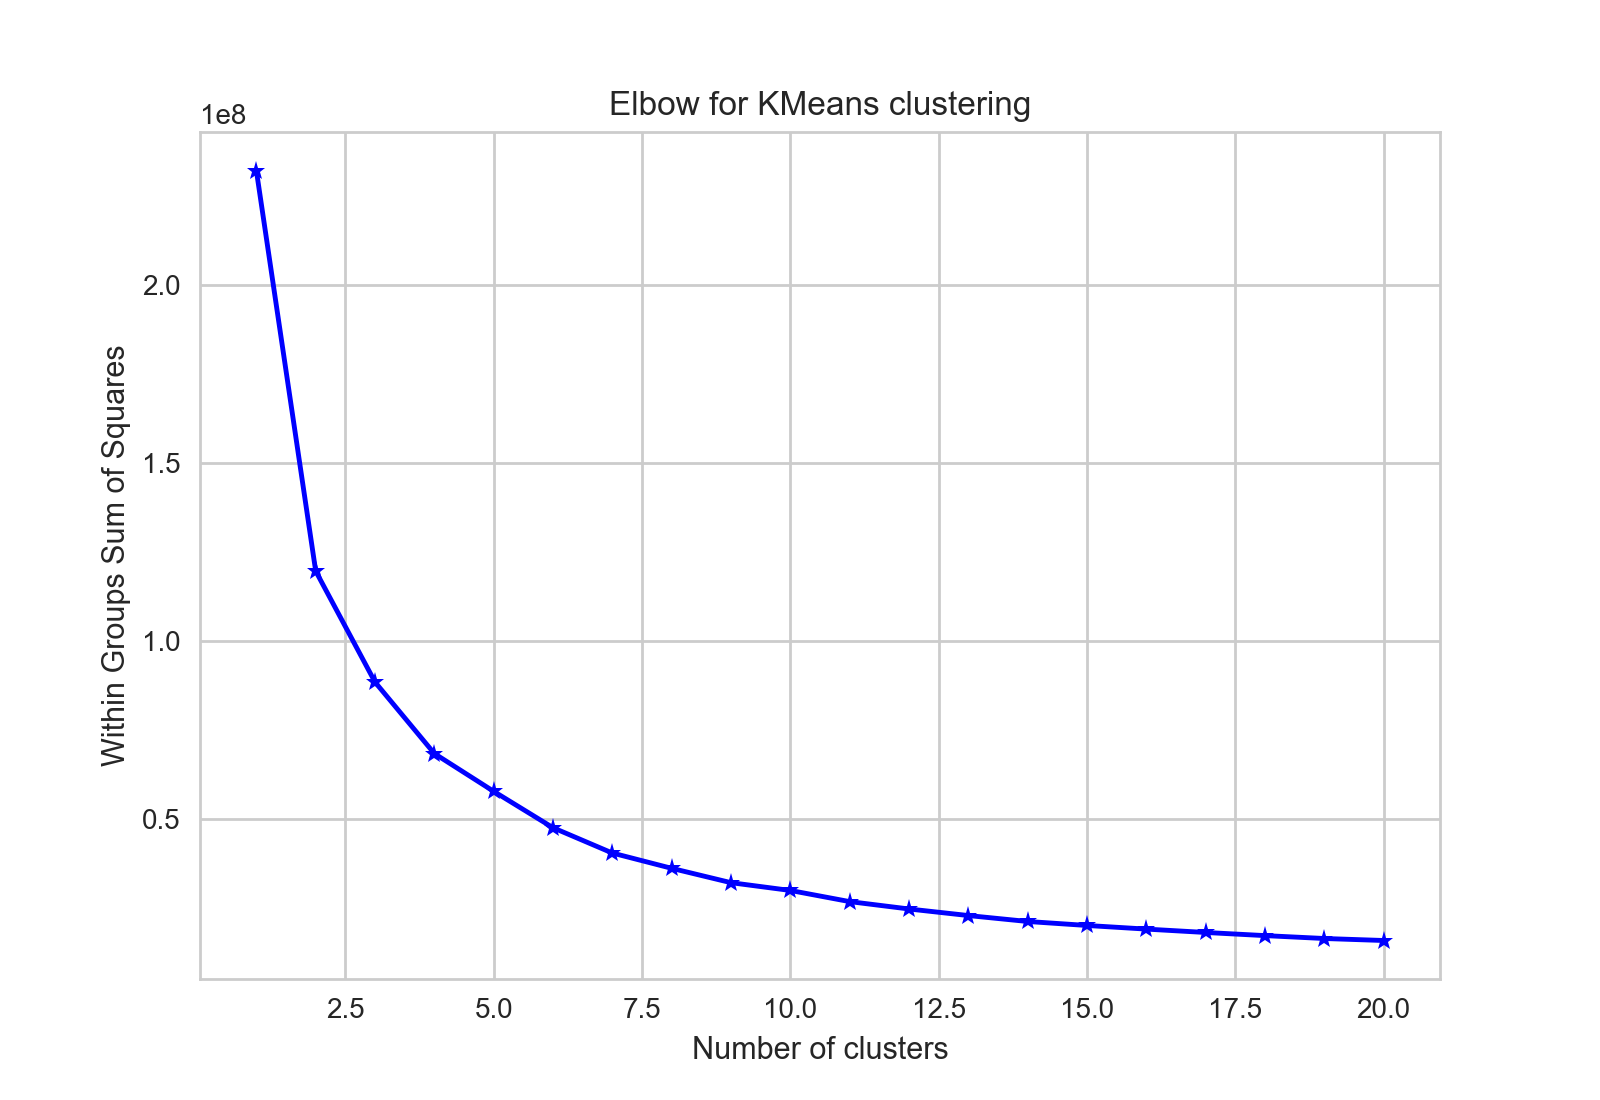 Elbow for KMeans clustering
1e8
2.0
1.5
1.0
0.5
Within Groups Sum of Squares
2.5 5.0 7.5 10.0 12.5 15.0 17.5 20.0
Number of clusters